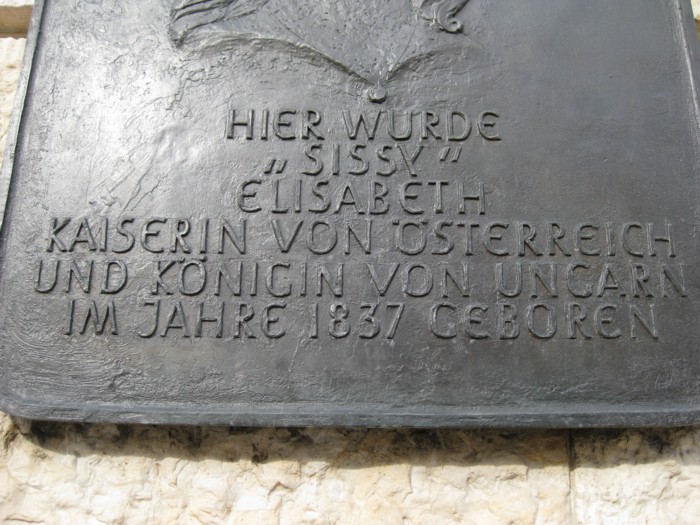 HIER WURDE
„SISSY”
ELISABETH
KAISERIN VON ÖSTERREICH
UND KÖNIGIN VON UNGARN
IM JAHRE 1837 GEBOREN